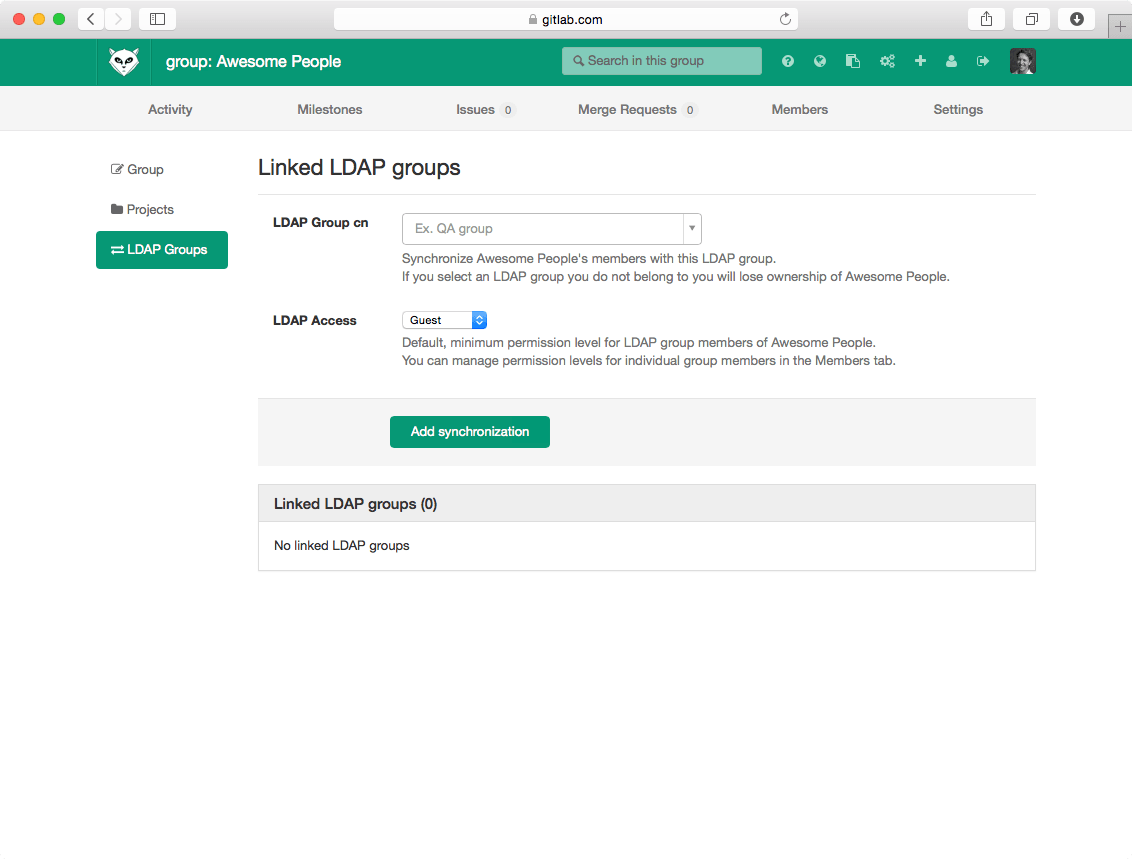 gitlab.com
group: Awesome People
Search in this group
Activity
Milestones
Issues 0
Merge Requests 0
Members
Settings
Group
Projects
LDAP Groups
Linked LDAP groups
LDAP Group cn
Ex. QA group
Synchronize Awesome People's members with this LDAP group.
If you select an LDAP group you do not belong to you will lose ownership of Awesome People.
LDAP Access
Guest
Default, minimum permission level for LDAP group members of Awesome People.
You can manage permission levels for individual group members in the Members tab.
Add synchronization
Linked LDAP groups (0)
No linked LDAP groups